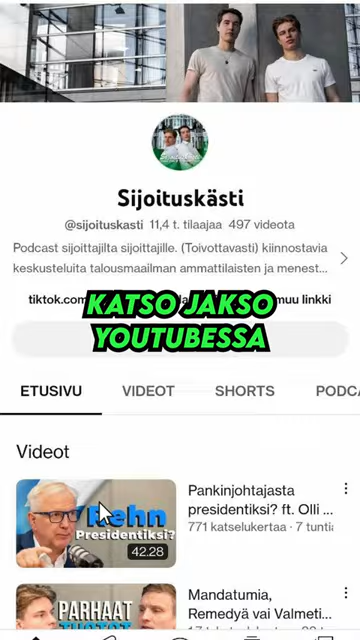 Sijoituskästi
@sijoituskasti 11,4 t. tilaajaa 497 videota
Podcast sijoittajilta sijoittajille. (Toivottavasti) kiinnostavia
keskusteluita talousmaailman ammattilaisten ja menest...
tiktok.com
muu linkki
KATSO JAKSO
YOUTUBESSA
ETUSIVU VIDEOT SHORTS PODCA
Videot
Rehn
Presidentiksi?
42.28
Pankinjohtajasta
presidentiksi? ft. Olli ...
771 katselukertaa · 7 tuntia
PARHAAT
Mandatumia,
Remedyä vai Valmeti...